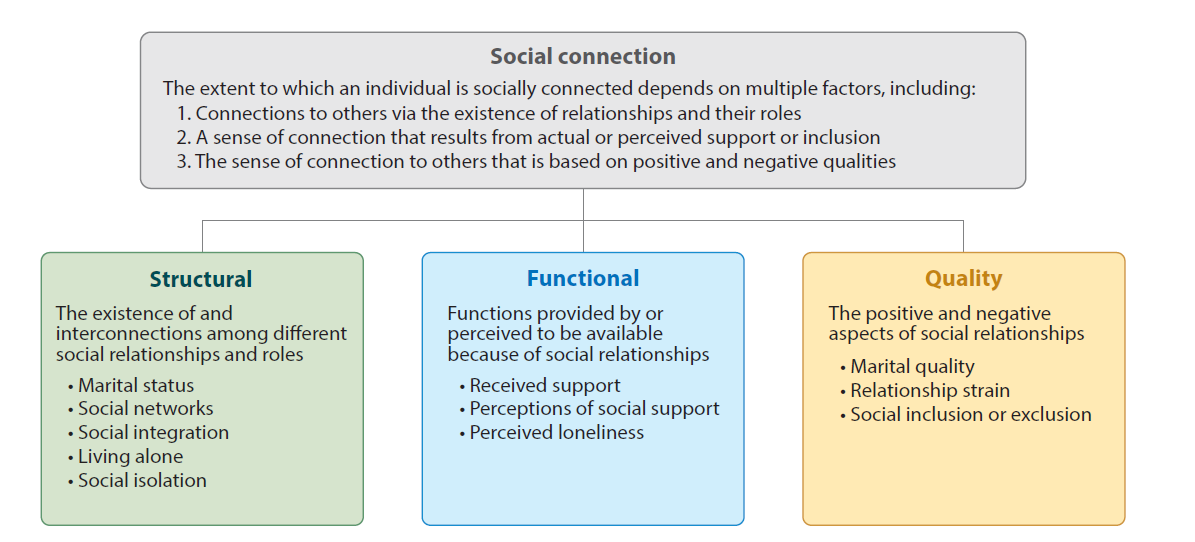 Social connection
The extent to which an individual is socially connected depends on multiple factors, including:
1. Connections to others via the existence of relationships and their roles
2. A sense of connection that results from actual or perceived support or inclusion
3. The sense of connection to others that is based on positive and negative qualities
Structural
The existence of and
interconnections among different
social relationships and roles
• Marital status
• Social networks
• Social integration
• Living alone
• Social isolation
Functional
Functions provided by or
perceived to be available
because of social relationships
• Received support
• Perceptions of social support
• Perceived loneliness
Quality
The positive and negative
aspects of social relationships
• Marital quality
• Relationship strain
• Social inclusion or exclusion